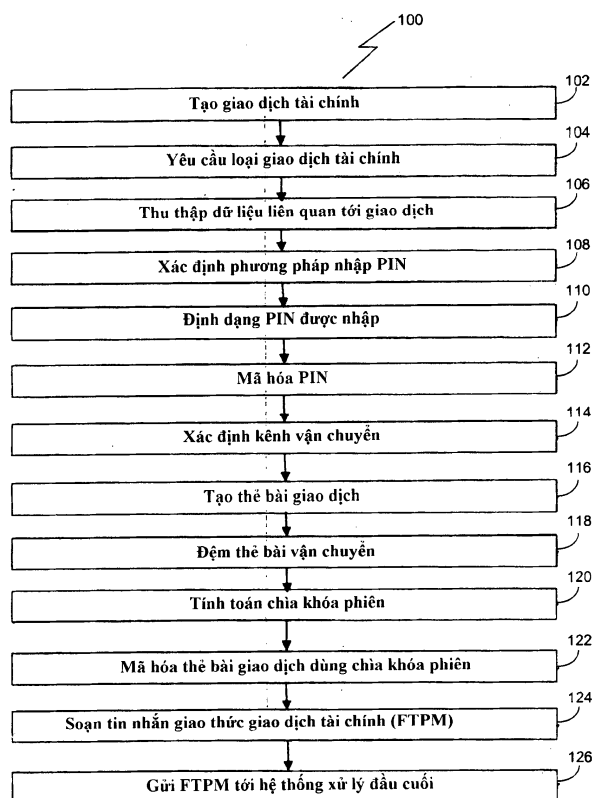 100
102
Tạo giao dịch tài chính
104
Yêu cầu loại giao dịch tài chính
106
Thu thập dữ liệu liên quan tới giao dịch
108
Xác định phương pháp nhập PIN
110
Định dạng PIN được nhập
112
Mã hóa PIN
114
Xác định kênh vận chuyển
116
Tạo thẻ bài giao dịch
118
Đệm thẻ bài vận chuyển
120
Tính toán chìa khóa phiên
122
Mã hóa thẻ bài giao dịch dùng chìa khóa phiên
124
Soạn tin nhắn giao thức giao dịch tài chính (FTPM)
126
Gửi FTPM tới hệ thống xử lý đầu cuối